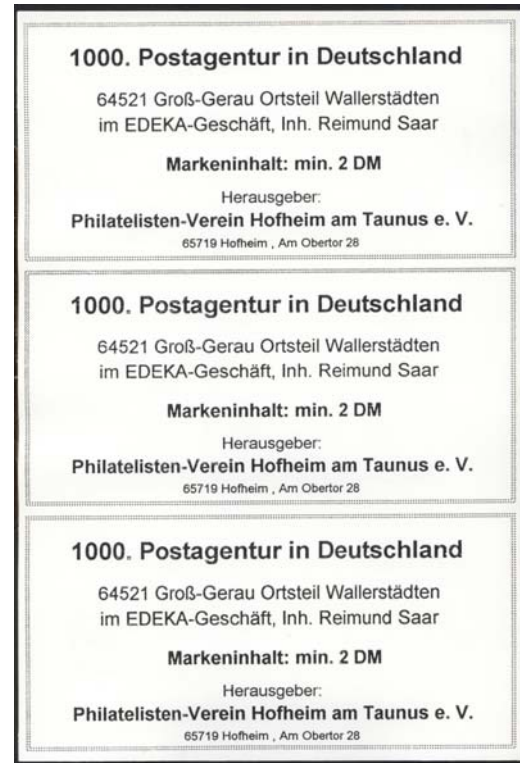 1000. Postagentur in Deutschland
64521 Groß-Gerau Ortsteil Wallerstädten
im EDEKA-Geschäft, Inh. Reimund Saar
Markeninhalt: min. 2 DM
Herausgeber:
Philatelisten-Verein Hofheim am Taunus e. V.
65719 Hofheim , Am Obertor 28
1000. Postagentur in Deutschland
64521 Groß-Gerau Ortsteil Wallerstädten
im EDEKA-Geschäft, Inh. Reimund Saar
Markeninhalt: min. 2 DM
Herausgeber:
Philatelisten-Verein Hofheim am Taunus e. V.
65719 Hofheim , Am Obertor 28
1000. Postagentur in Deutschland
64521 Groß-Gerau Ortsteil Wallerstädten
im EDEKA-Geschäft, Inh. Reimund Saar
Markeninhalt: min. 2 DM
Herausgeber:
Philatelisten-Verein Hofheim am Taunus e. V.
65719 Hofheim , Am Obertor 28